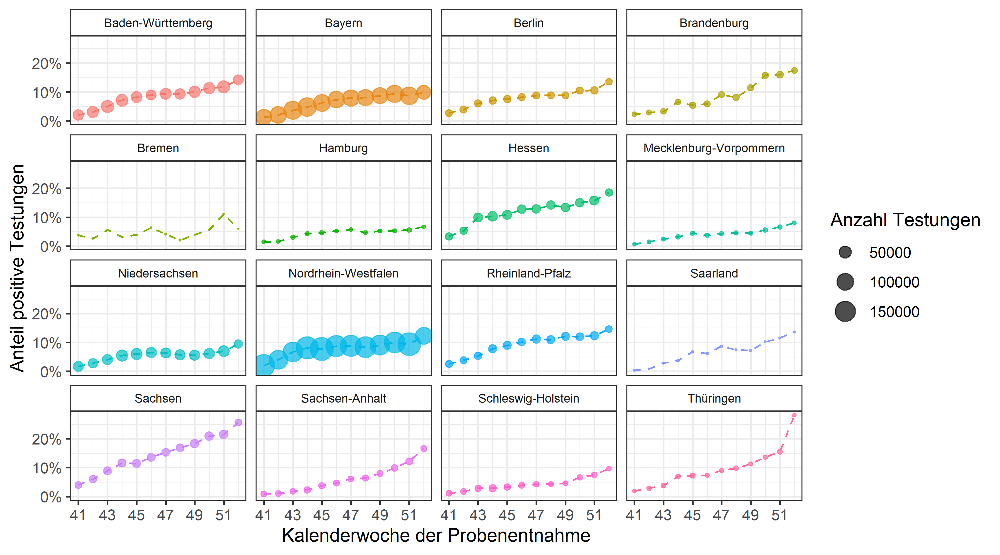 Baden-Württemberg
Bayern
Berlin
Brandenburg
20%
10%
0%
Bremen
Hamburg
Hessen
Mecklenburg-Vorpommern
20%
10%
0%
Niedersachsen
Nordrhein-Westfalen
Rheinland-Pfalz
Saarland
20%
10%
0%
Sachsen
Sachsen-Anhalt
Schleswig-Holstein
Thüringen
20%
10%
0%
41 43 45 47 49 51
41 43 45 47 49 51
41 43 45 47 49 51
41 43 45 47 49 51
Kalenderwoche der Probenentnahme
Anteil positive Testungen
Anzahl Testungen
50000
100000
150000